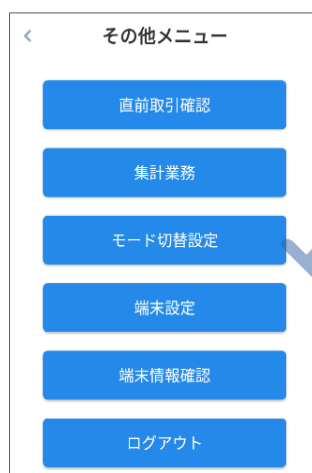 その他メニュー
直前取引確認
集計業務
モード切替設定
端末設定
端末情報確認
ログアウト